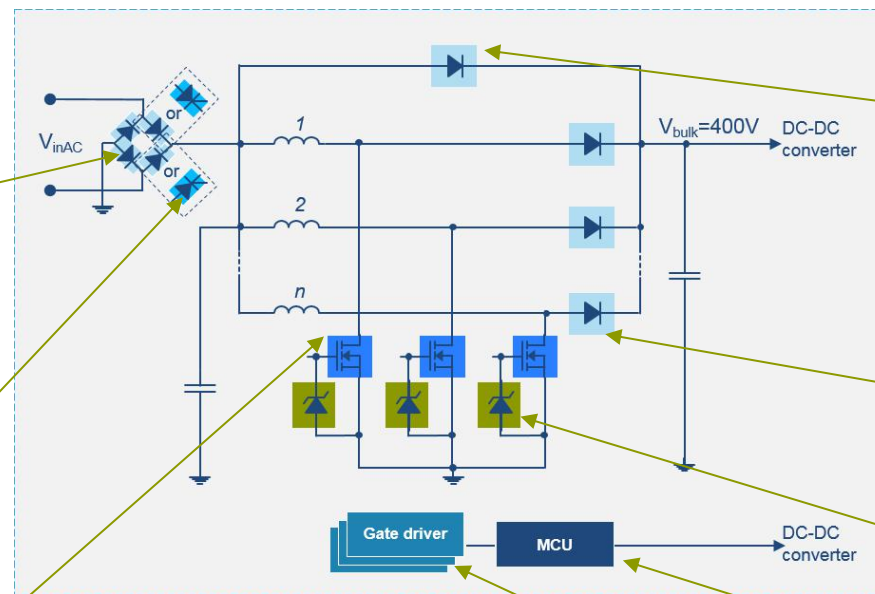 or
1
V_bulk=400V
DC-DC
converter
V_inAC
or
2
n
Gate driver
MCU
DC-DC
converter